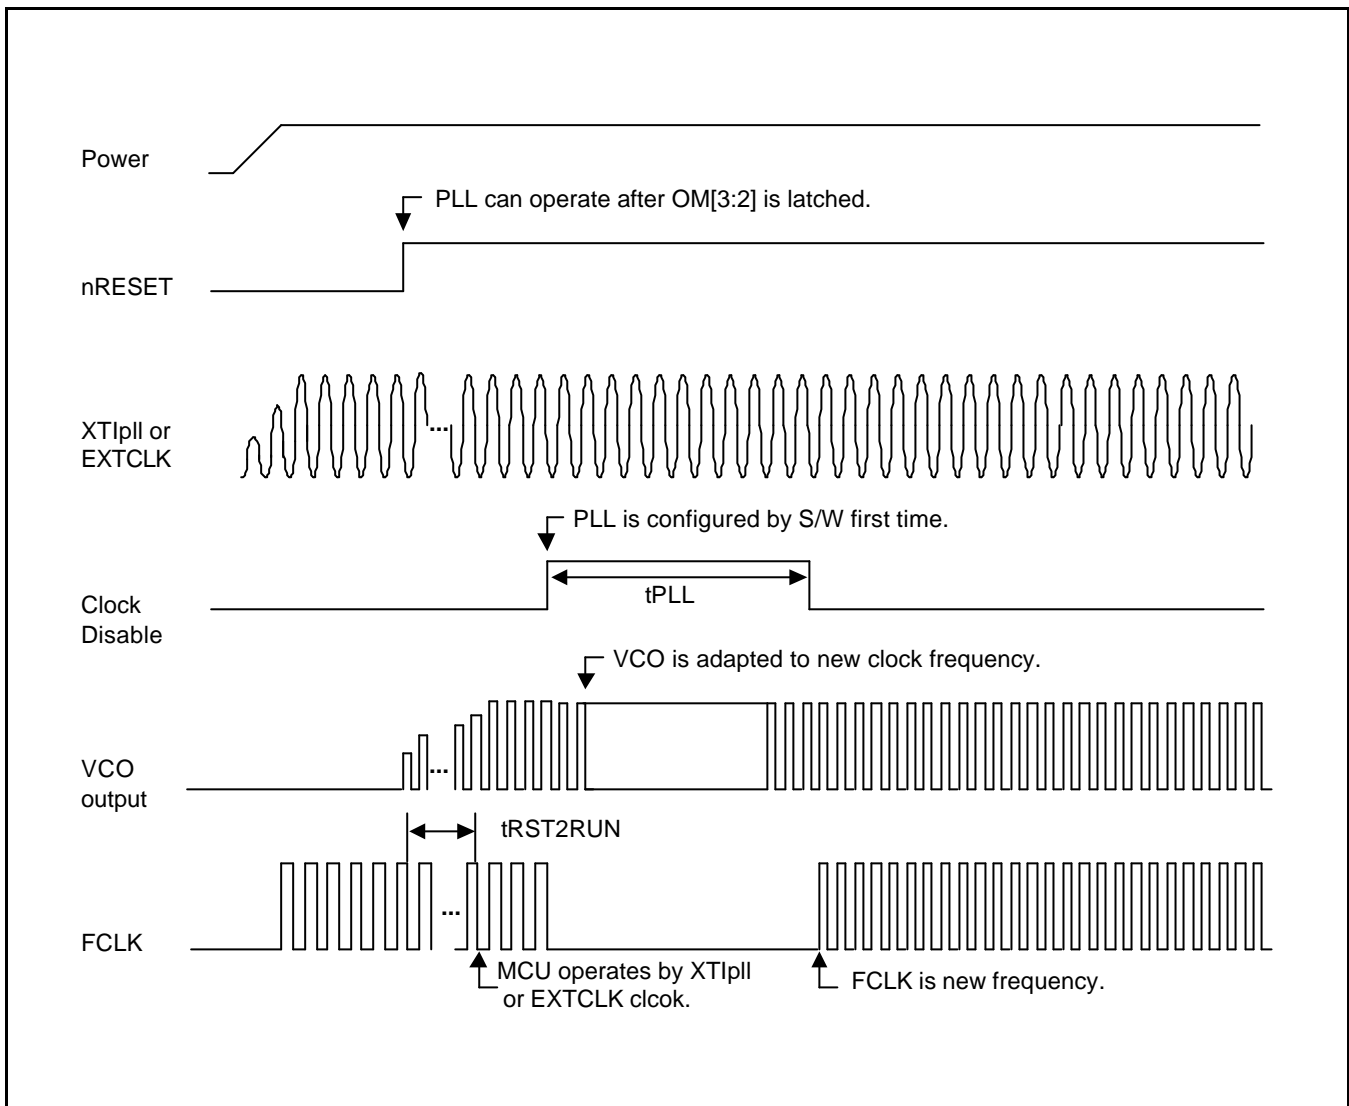 Power
PLL can operate after OM[3:2] is latched.
nRESET
XTIpll or
EXTCLK
...
PLL is configured by S/W first time.
tPLL
Clock
Disable
VCO is adapted to new clock frequency.
VCO
output
...
tRST2RUN
...
FCLK
MCU operates by XTIpll
or EXTCLK clcok.
FCLK is new frequency.